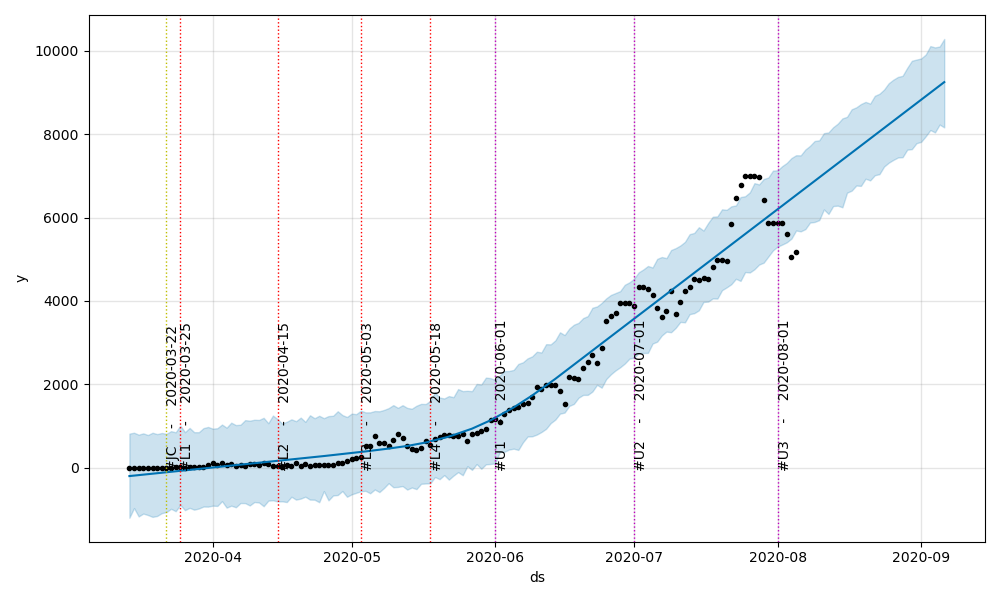 10000
8000
6000
4000
2000
0
y
#JC - 2020-03-22
#L1 - 2020-03-25
#L2 - 2020-04-15
#L3 - 2020-05-03
#L4 - 2020-05-18
#U1 - 2020-06-01
#U2 - 2020-07-01
#U3 - 2020-08-01
2020-04
2020-05
2020-06
2020-07
2020-08
2020-09
ds